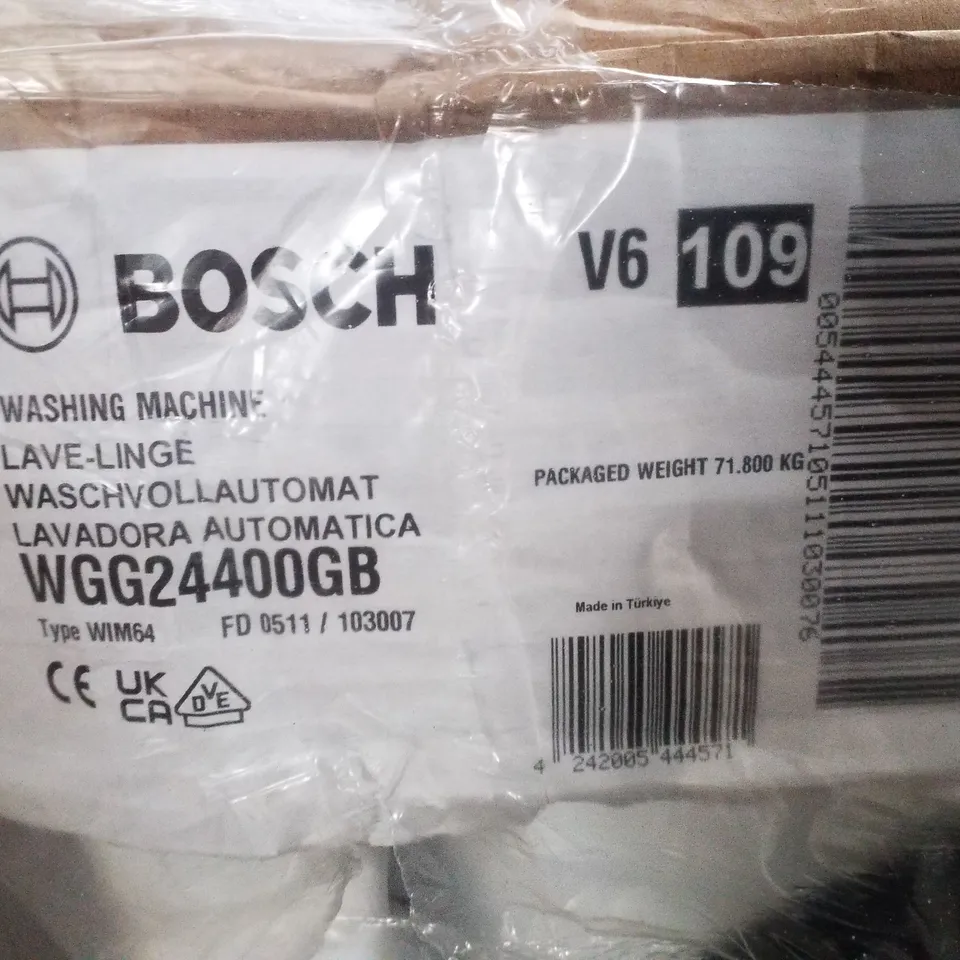 BOSCH
V6 109
WASHING MACHINE
LAVE-LINGE
WASCHVOLLAUTOMAT
LAVADORA AUTOMATICA
WGG24400GB
Type WIM64 FD 0511 / 103007
CE UK CA DVE
PACKAGED WEIGHT 71.800 KG
Made in Türkiye
4 242005 444571
0054445710511030076